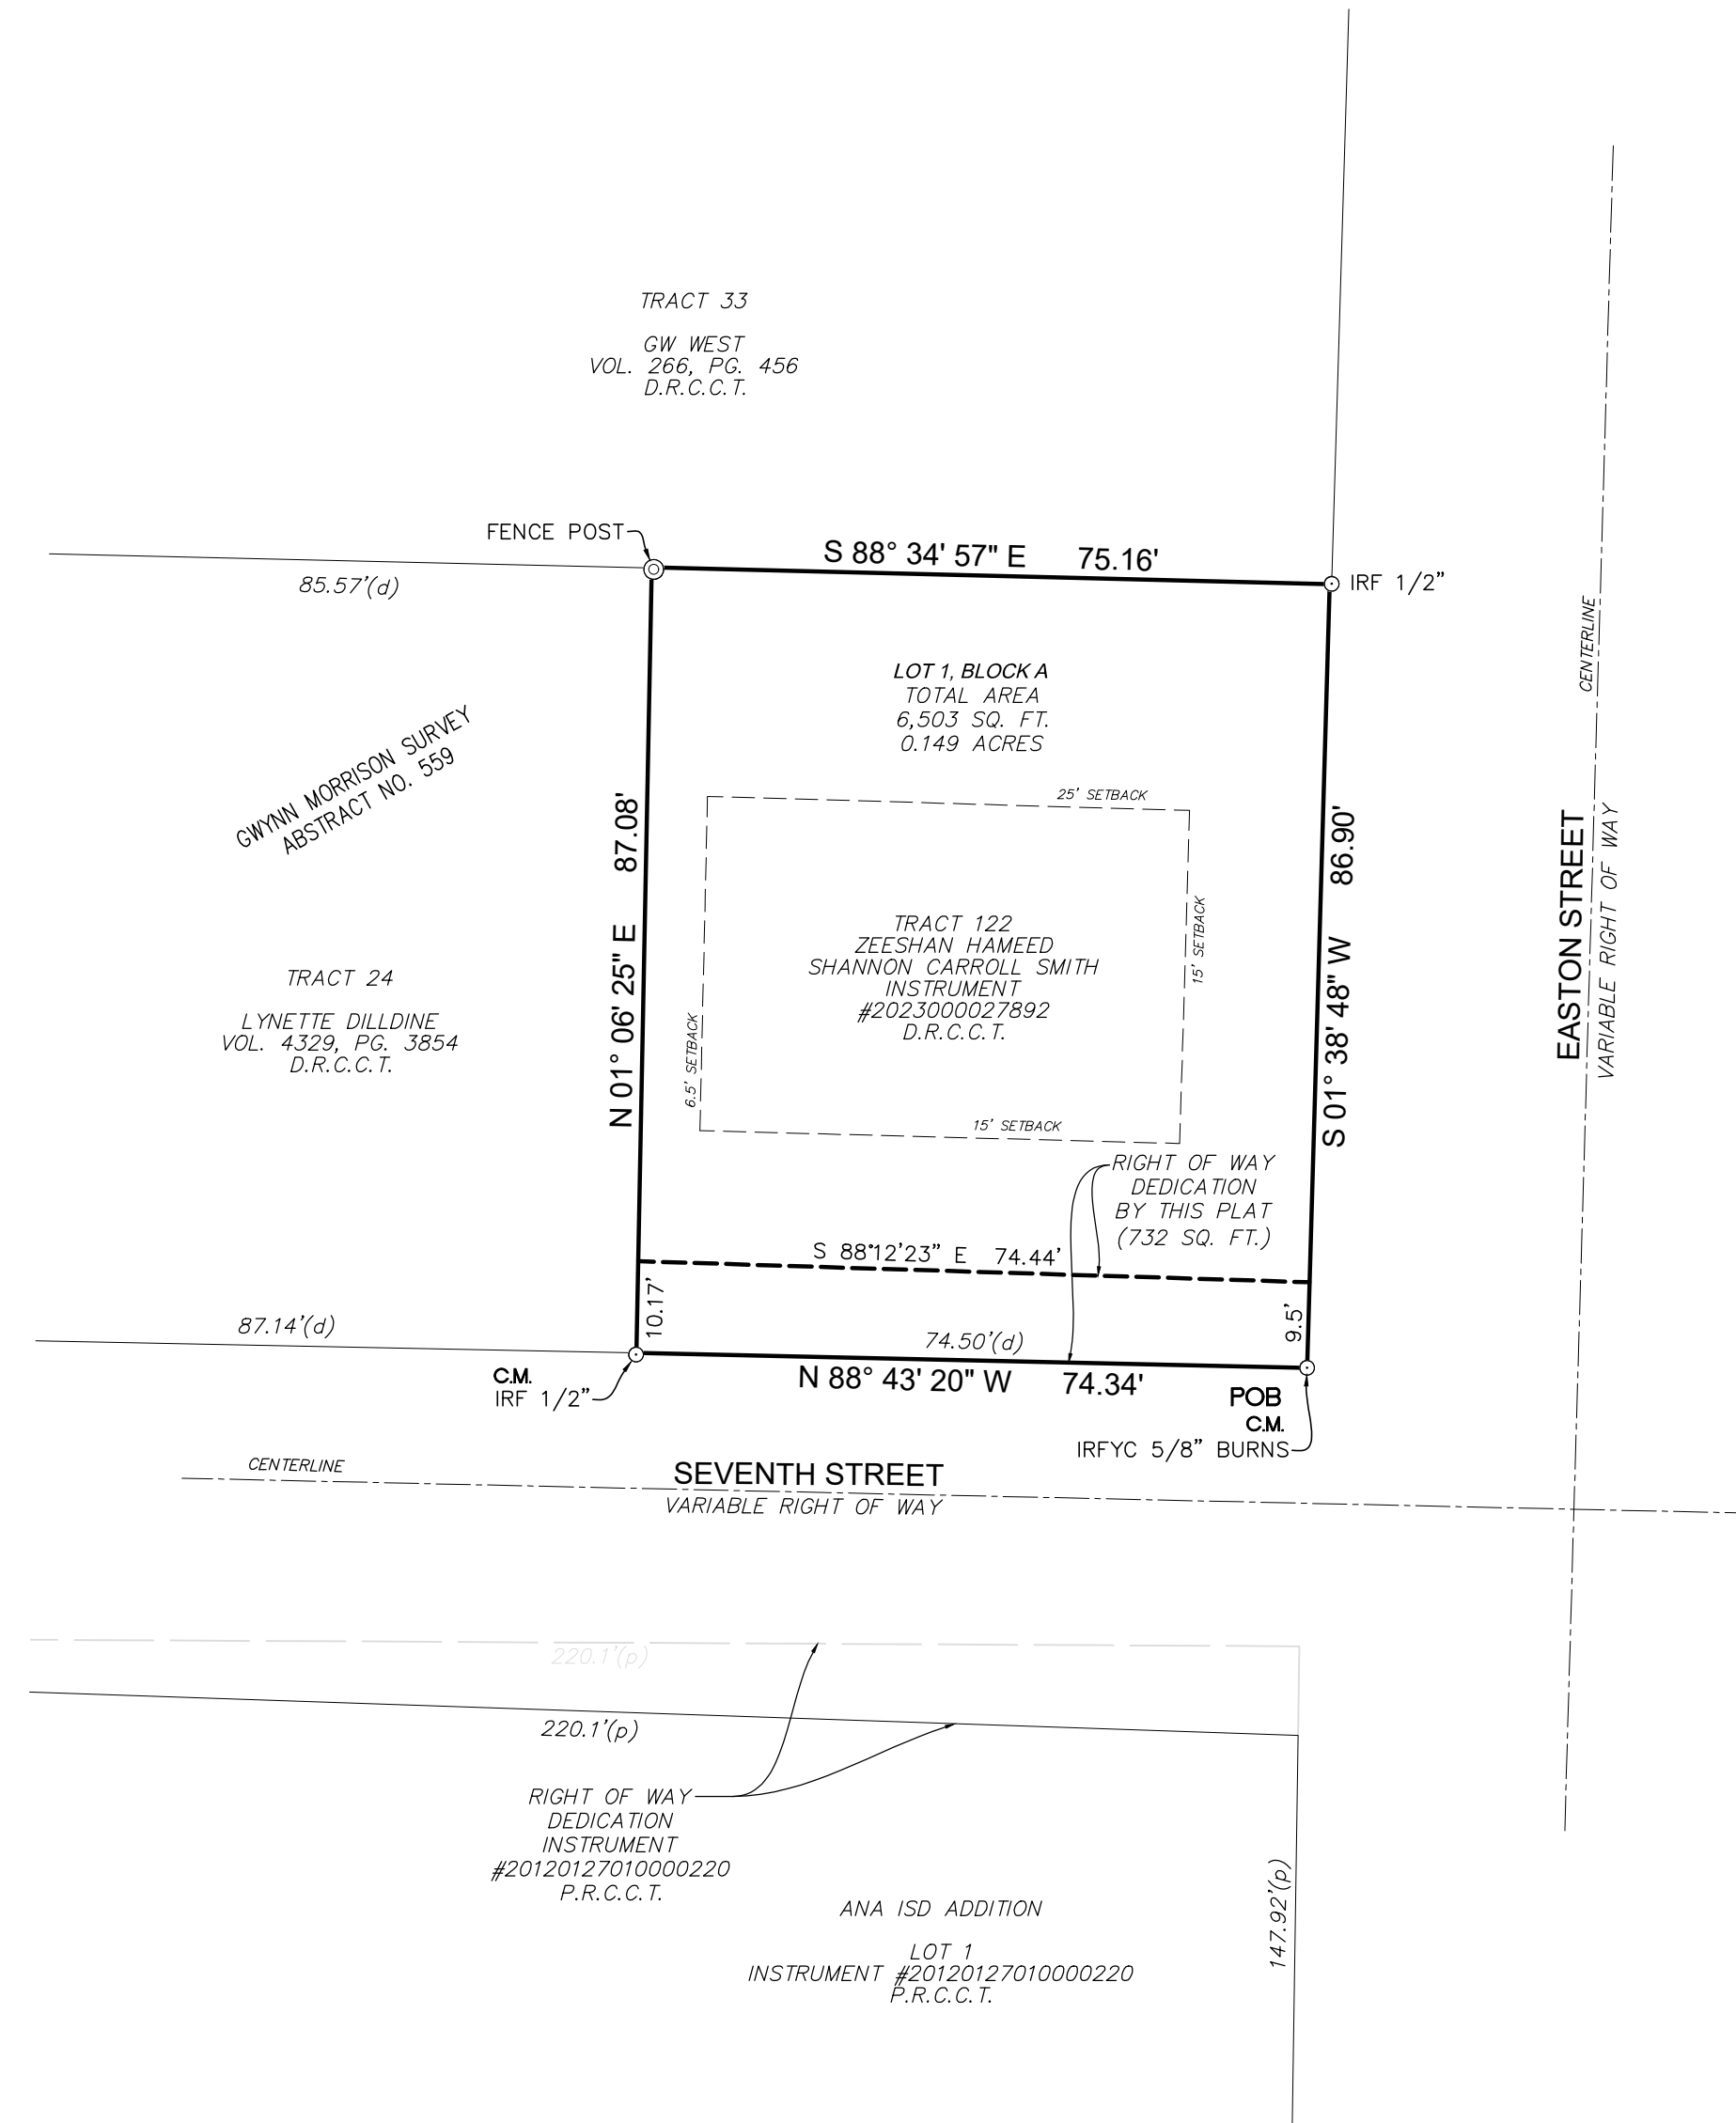 TRACT 33
GW WEST
VOL. 266, PG. 456
D.R.C.C.T.
FENCE POST
S 88° 34' 57" E 75.16'
IRF 1/2"
85.57'(d)
CENTERLINE
LOT 1, BLOCK A
TOTAL AREA
6,503 SQ. FT.
0.149 ACRES
GWYNN MORRISON SURVEY
ABSTRACT NO. 559
25' SETBACK
N 01° 06' 25" E 87.08'
S 01° 38' 48" W 86.90'
EASTON STREET
VARIABLE RIGHT OF WAY
15' SETBACK
TRACT 122
ZEESHAN HAMEED
SHANNON CARROLL SMITH
INSTRUMENT
#2023000027892
D.R.C.C.T.
TRACT 24
LYNETTE DILLDINE
VOL. 4329, PG. 3854
D.R.C.C.T.
6.5' SETBACK
15' SETBACK
RIGHT OF WAY
DEDICATION
BY THIS PLAT
(732 SQ. FT.)
S 88°12'23" E 74.44'
10.17'
9.5'
87.14'(d)
74.50'(d)
N 88° 43' 20" W 74.34'
C.M.
IRF 1/2"
POB
C.M.
IRFYC 5/8" BURNS
CENTERLINE
SEVENTH STREET
VARIABLE RIGHT OF WAY
220.1'(p)
220.1'(p)
RIGHT OF WAY
DEDICATION
INSTRUMENT
#20120127010000220
P.R.C.C.T.
147.92'(p)
ANA ISD ADDITION
LOT 1
INSTRUMENT #20120127010000220
P.R.C.C.T.